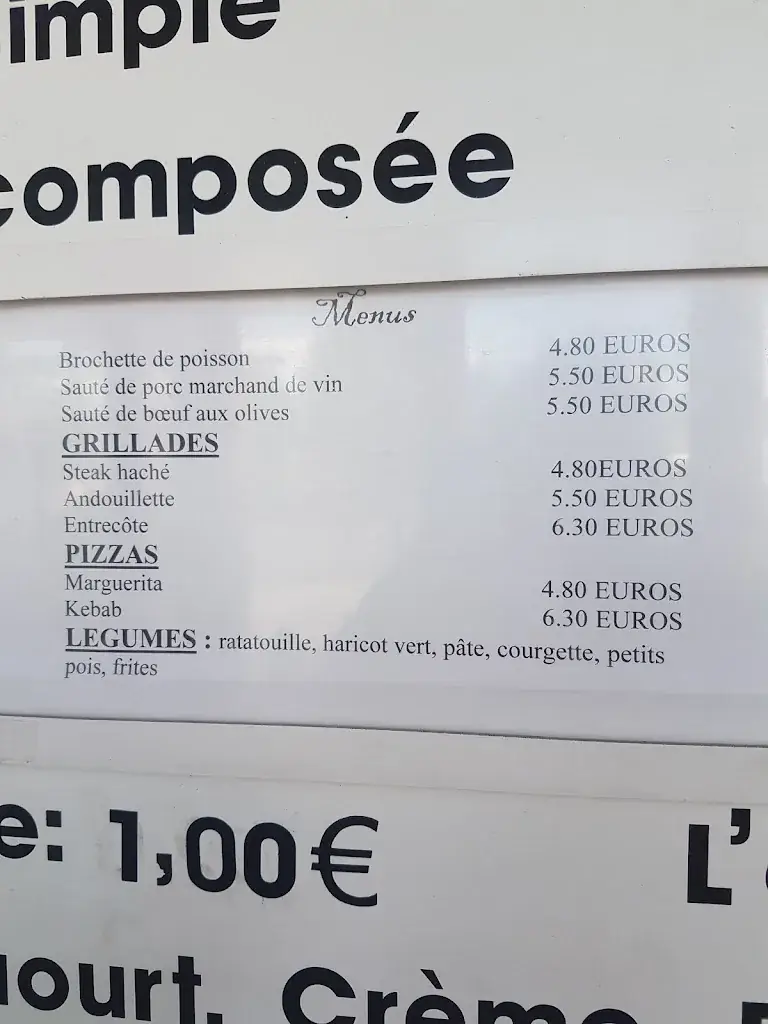 simple
composée
Menus
Brochette de poisson 4.80 EUROS
Sauté de porc marchand de vin 5.50 EUROS
Sauté de bœuf aux olives 5.50 EUROS
GRILLADES
Steak haché 4.80EUROS
Andouillette 5.50 EUROS
Entrecôte 6.30 EUROS
PIZZAS
Marguerita 4.80 EUROS
Kebab 6.30 EUROS
LEGUMES : ratatouille, haricot vert, pâte, courgette, petits
pois, frites
e: 1,00€ L'
ourt, Crème